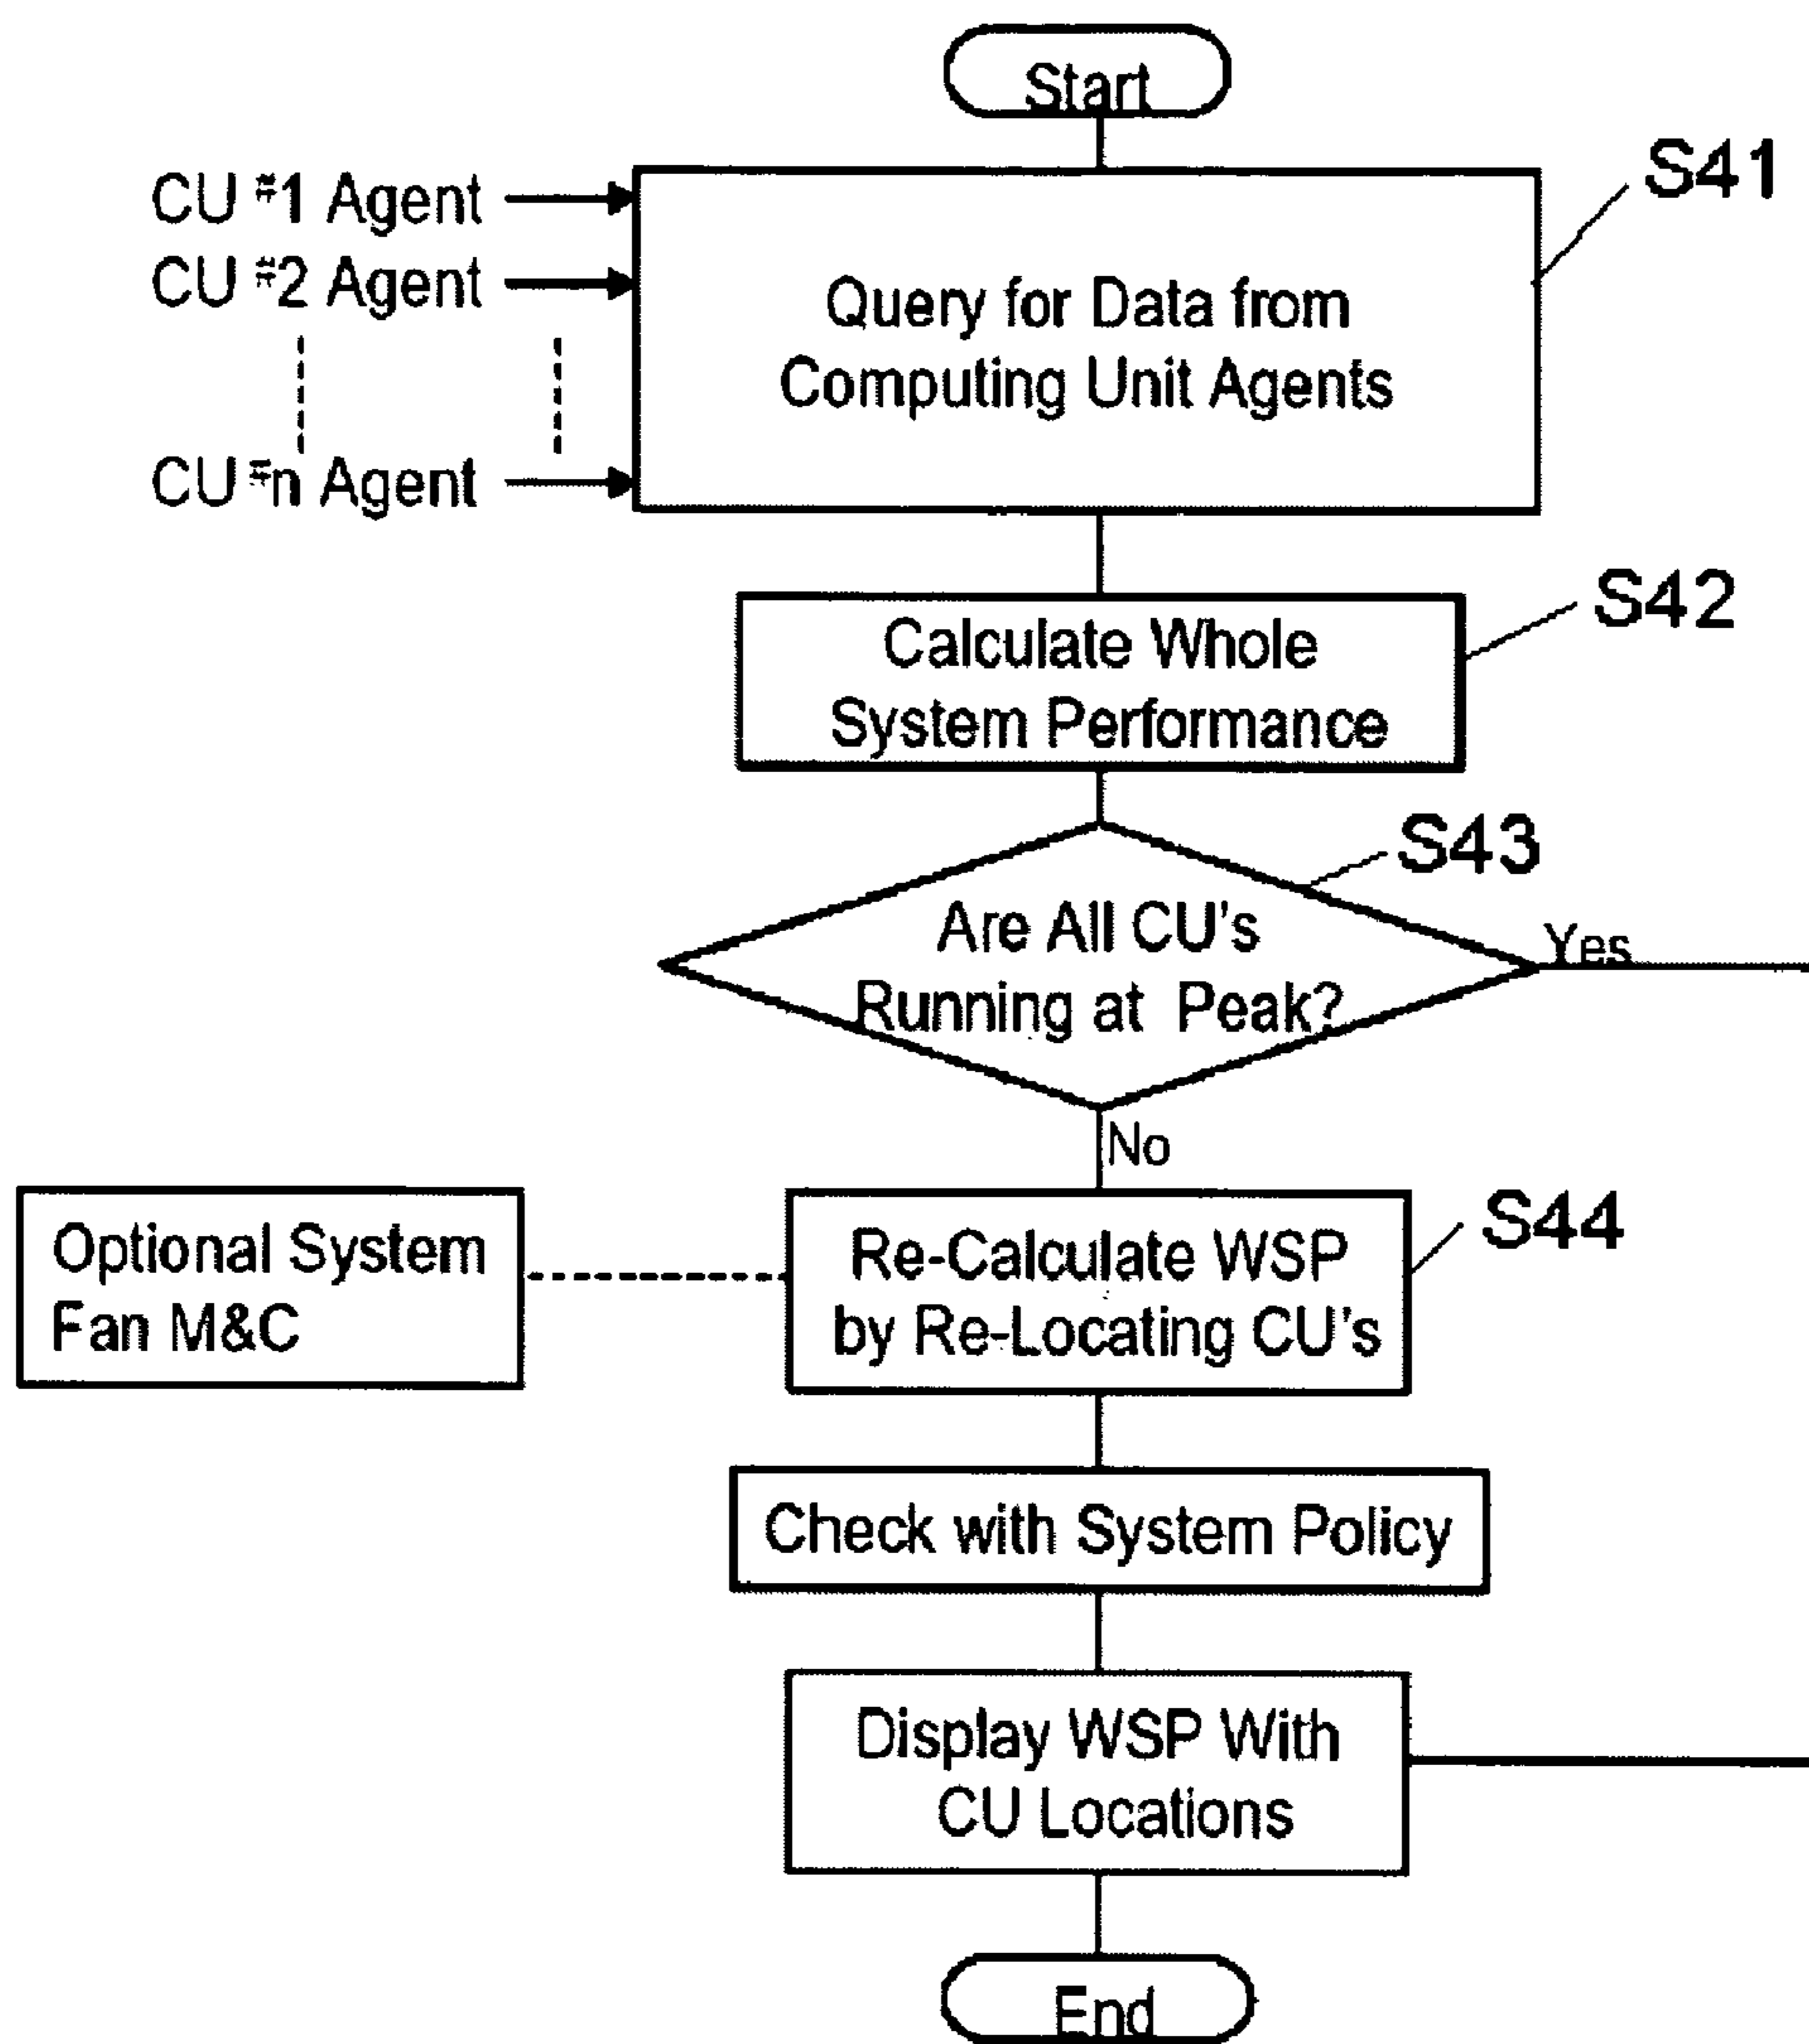 Start
S41
CU #1 Agent
CU #2 Agent
CU #n Agent
Query for Data from
Computing Unit Agents
S42
Calculate Whole
System Performance
S43
Are All CU's
Running at Peak?
Yes
No
Optional System
Fan M&C
S44
Re-Calculate WSP
by Re-Locating CU's
Check with System Policy
Display WSP With
CU Locations
End